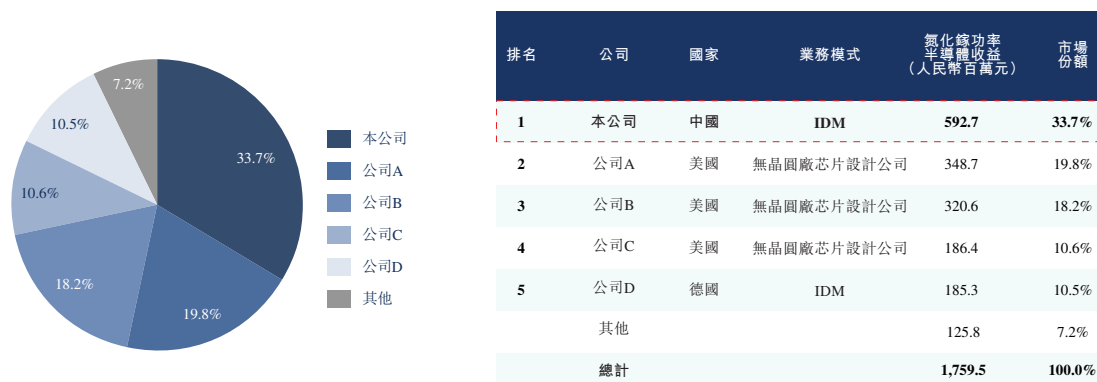 7.2%
10.5%
33.7%
10.6%
18.2%
19.8%
本公司
公司A
公司B
公司C
公司D
其他
排名 公司 國家 業務模式 氮化鎵功率 市場
半導體收益 份額
（人民幣百萬元）
1 本公司 中國 IDM 592.7 33.7%
2 公司A 美國 無晶圓廠芯片設計公司 348.7 19.8%
3 公司B 美國 無晶圓廠芯片設計公司 320.6 18.2%
4 公司C 美國 無晶圓廠芯片設計公司 186.4 10.6%
5 公司D 德國 IDM 185.3 10.5%
其他 125.8 7.2%
總計 1,759.5 100.0%